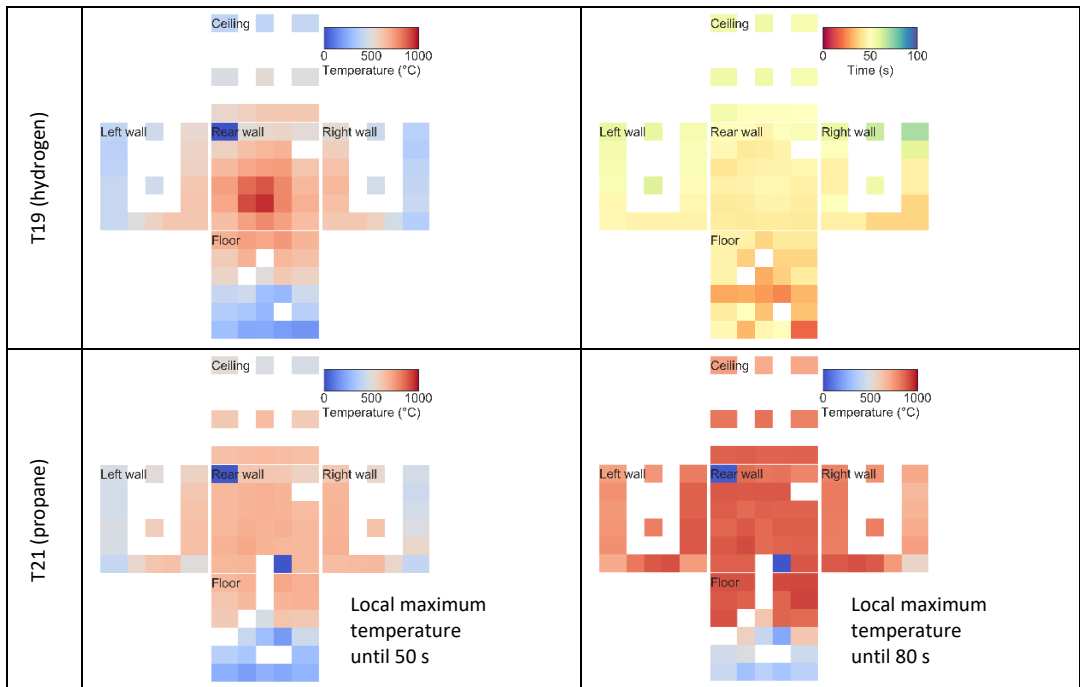 T19 (hydrogen)
Ceiling
0 500 1000
Temperature (°C)
Left wall
Rear wall
Right wall
Floor
Ceiling
0 50 100
Time (s)
Left wall
Rear wall
Right wall
Floor
T21 (propane)
Ceiling
0 500 1000
Temperature (°C)
Left wall
Rear wall
Right wall
Floor
Local maximum
temperature
until 50 s
Ceiling
0 500 1000
Temperature (°C)
Left wall
Rear wall
Right wall
Floor
Local maximum
temperature
until 80 s